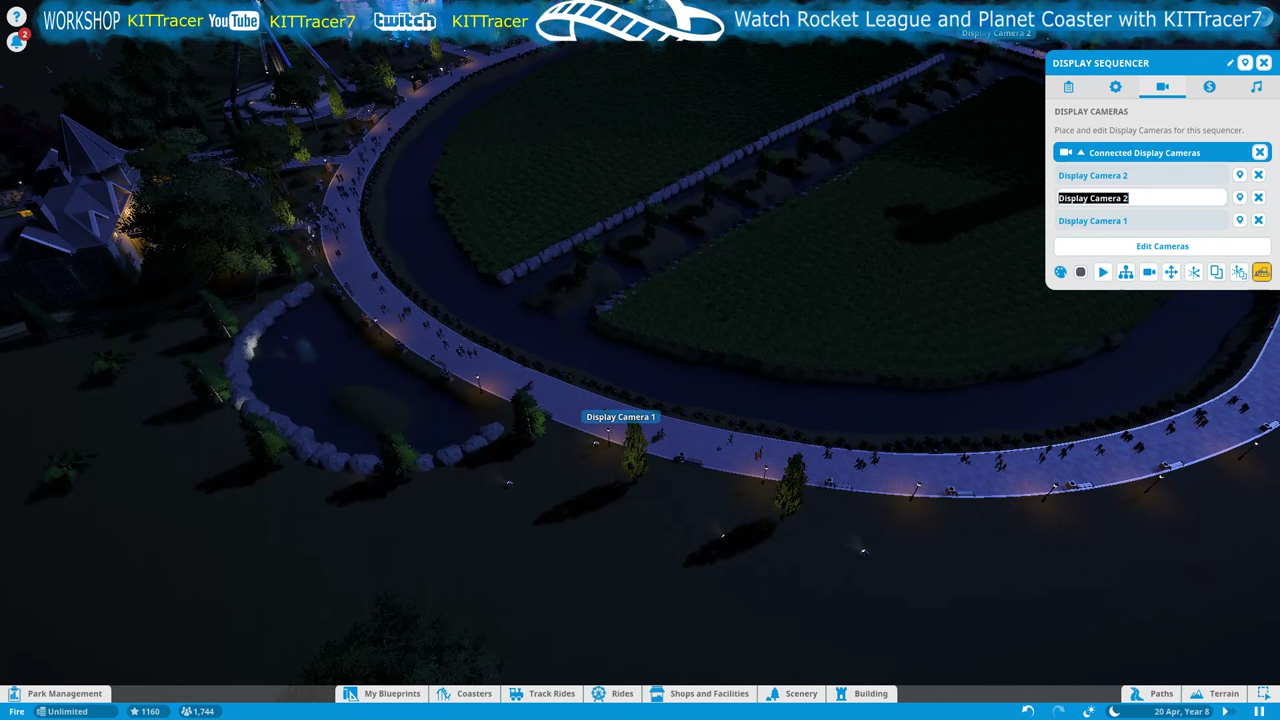 WORKSHOP KITTracer YouTube KITTracer7 twitch KITTracer Watch Rocket League and Planet Coaster with KITTracer7
?
2
Display Camera 2
DISPLAY SEQUENCER
DISPLAY CAMERAS
Place and edit Display Cameras for this sequencer.
Connected Display Cameras
Display Camera 2
Display Camera 2
Display Camera 1
Edit Cameras
Display Camera 1
Park Management My Blueprints Coasters Track Rides Rides Shops and Facilities Scenery Building Paths Terrain
Fire Unlimited 1160 1,744 20 Apr, Year 8